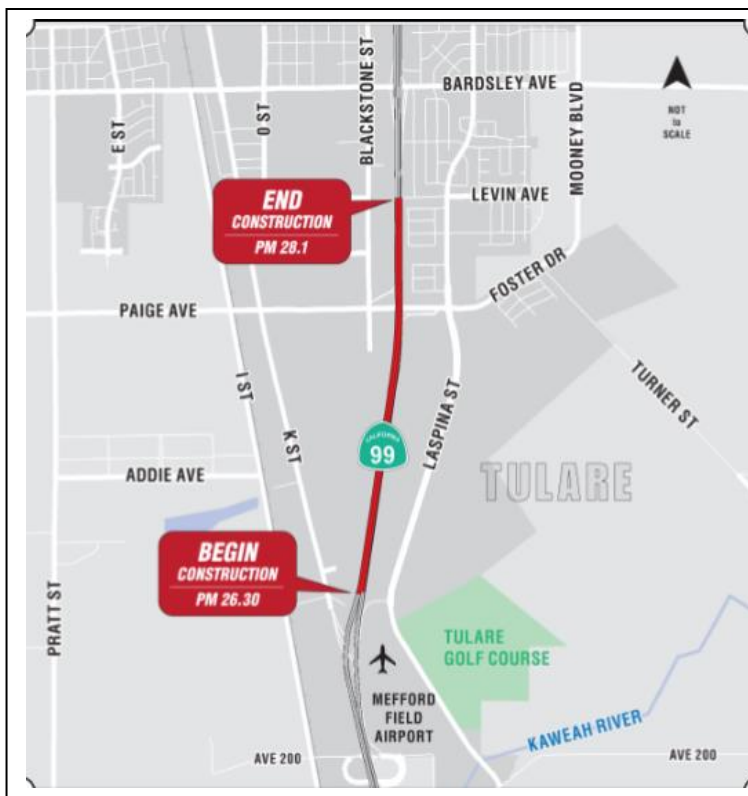 BARDSLEY AVE
NOT
to
SCALE
E ST
O ST
BLACKSTONE ST
MOONEY BLVD
LEVIN AVE
END
CONSTRUCTION
PM 28.1
FOSTER DR
PAIGE AVE
I ST
K ST
LASPINA ST
TURNER ST
CALIFORNIA
99
ADDIE AVE
TULARE
BEGIN
CONSTRUCTION
PM 26.30
PRATT ST
TULARE
GOLF COURSE
MEFFORD
FIELD
AIRPORT
KAWEAH RIVER
AVE 200
AVE 200